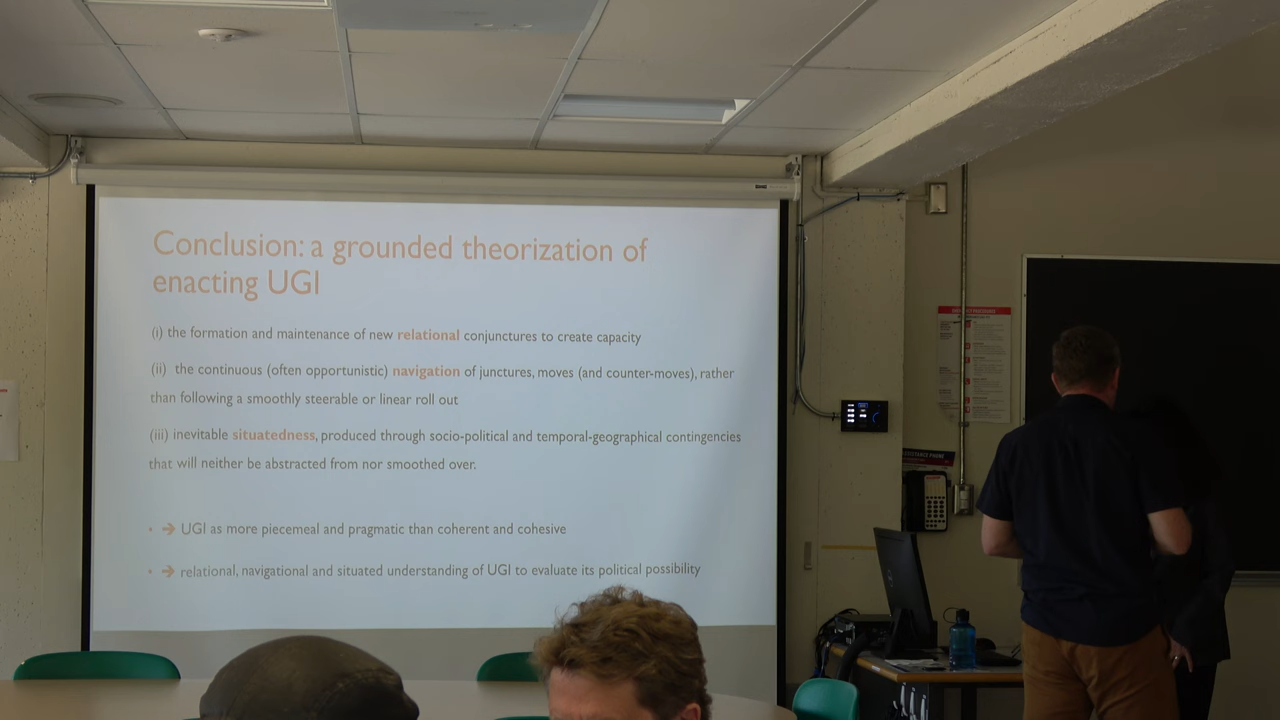 Conclusion: a grounded theorization of
enacting UGI
(i) the formation and maintenance of new relational conjunctures to create capacity
(ii) the continuous (often opportunistic) navigation of junctures, moves (and counter-moves), rather
than following a smoothly steerable or linear roll out
(iii) inevitable situatedness, produced through socio-political and temporal-geographical contingencies
that will neither be abstracted from nor smoothed over.
• → UGI as more piecemeal and pragmatic than coherent and cohesive
• → relational, navigational and situated understanding of UGI to evaluate its political possibility